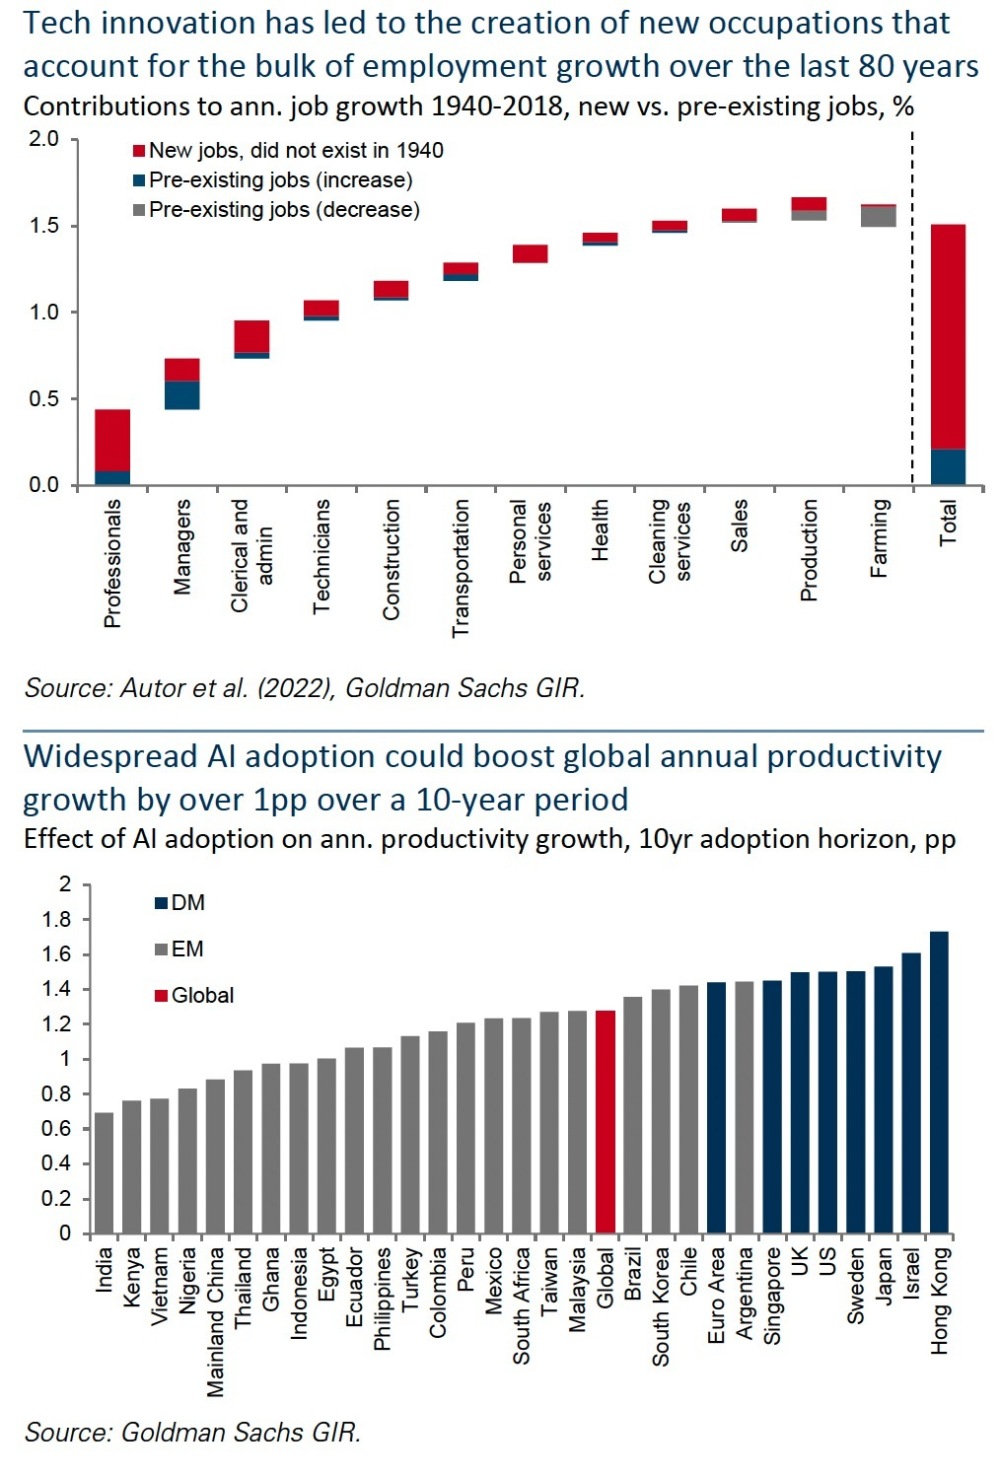 Tech innovation has led to the creation of new occupations that
account for the bulk of employment growth over the last 80 years
Contributions to ann. job growth 1940-2018, new vs. pre-existing jobs, %
2.0
New jobs, did not exist in 1940
Pre-existing jobs (increase)
Pre-existing jobs (decrease)
1.5
1.0
0.5
0.0
Professionals
Managers
Clerical and
admin
Technicians
Construction
Transportation
Personal
services
Health
Cleaning
services
Sales
Production
Farming
Total
Source: Autor et al. (2022), Goldman Sachs GIR.
Widespread AI adoption could boost global annual productivity
growth by over 1pp over a 10-year period
Effect of AI adoption on ann. productivity growth, 10yr adoption horizon, pp
2
DM
1.8
EM
1.6
Global
1.4
1.2
1
0.8
0.6
0.4
0.2
0
India
Kenya
Vietnam
Nigeria
Mainland China
Thailand
Ghana
Indonesia
Egypt
Ecuador
Philippines
Turkey
Colombia
Peru
Mexico
South Africa
Taiwan
Malaysia
Global
Brazil
South Korea
Chile
Euro Area
Argentina
Singapore
UK
US
Sweden
Japan
Israel
Hong Kong
Source: Goldman Sachs GIR.